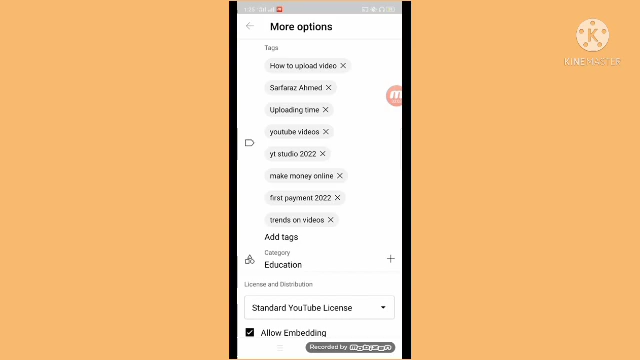 More options
K
KINEMASTER
Tags
How to upload video
Sarfaraz Ahmed
Uploading time
youtube videos
yt studio 2022
make money online
first payment 2022
trends on videos
Add tags
Category
Education
License and Distribution
Standard YouTube License
Allow Embedding
Recorded by mobizen